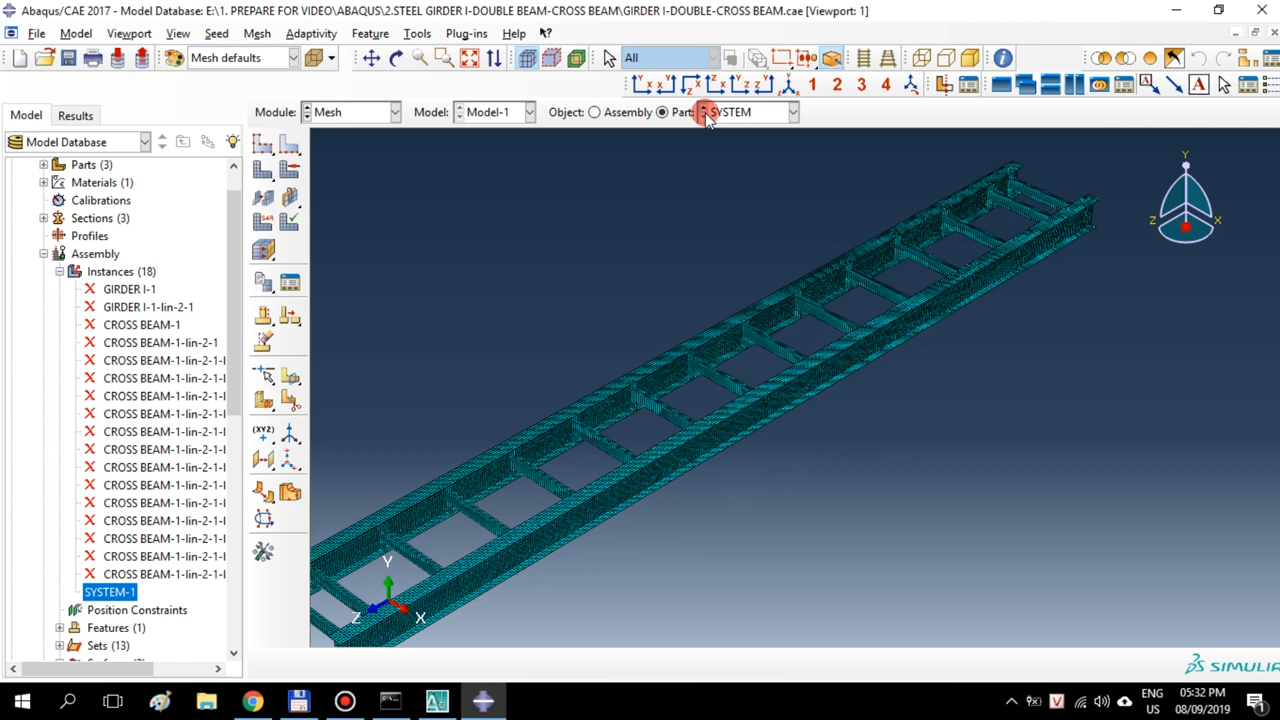 Abaqus/CAE 2017 - Model Database: E:\1. PREPARE FOR VIDEO\ABAQUS\2.STEEL GIRDER I-DOUBLE BEAM-CROSS BEAM\GIRDER I-DOUBLE-CROSS BEAM.cae [Viewport: 1]
File Model Viewport View Seed Mesh Adaptivity Feature Tools Plug-ins Help
Mesh defaults All
1 2 3 4
Model Results Module: Mesh Model: Model-1 Object: Assembly Part: SYSTEM
Model Database
Parts (3)
Materials (1)
Calibrations
Sections (3)
Profiles
Assembly
Instances (18)
GIRDER I-1
GIRDER I-1-lin-2-1
CROSS BEAM-1
CROSS BEAM-1-lin-2-1
CROSS BEAM-1-lin-2-1-l
CROSS BEAM-1-lin-2-1-l
CROSS BEAM-1-lin-2-1-l
CROSS BEAM-1-lin-2-1-l
CROSS BEAM-1-lin-2-1-l
CROSS BEAM-1-lin-2-1-l
CROSS BEAM-1-lin-2-1-l
CROSS BEAM-1-lin-2-1-l
CROSS BEAM-1-lin-2-1-l
CROSS BEAM-1-lin-2-1-l
CROSS BEAM-1-lin-2-1-l
CROSS BEAM-1-lin-2-1-l
CROSS BEAM-1-lin-2-1-l
SYSTEM-1
Position Constraints
Features (1)
Sets (13)
(XYZ)
Y
Z X
Y
Z X
SIMULIA
ENG 05:32 PM
US 08/09/2019